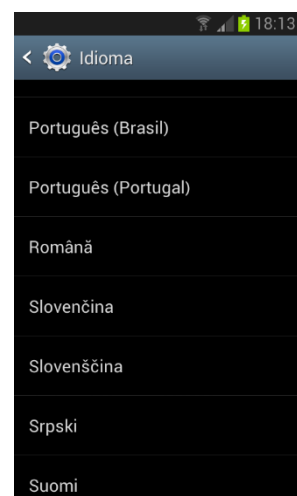 18:13
Idioma
Português (Brasil)
Português (Portugal)
Română
Slovenčina
Slovenščina
Srpski
Suomi